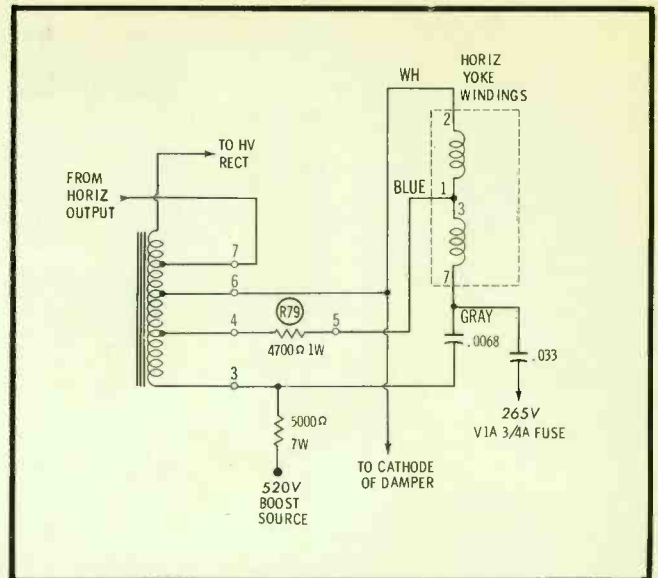 HORIZ
YOKE
WINDINGS
WH
2
TO HV
RECT
FROM
HORIZ
OUTPUT
BLUE
1
3
7
7
6
R79
4
5
4700Ω 1W
GRAY
.0068
.033
3
5000Ω
7W
265V
V1A 3/4A FUSE
TO CATHODE
OF DAMPER
520V
BOOST
SOURCE